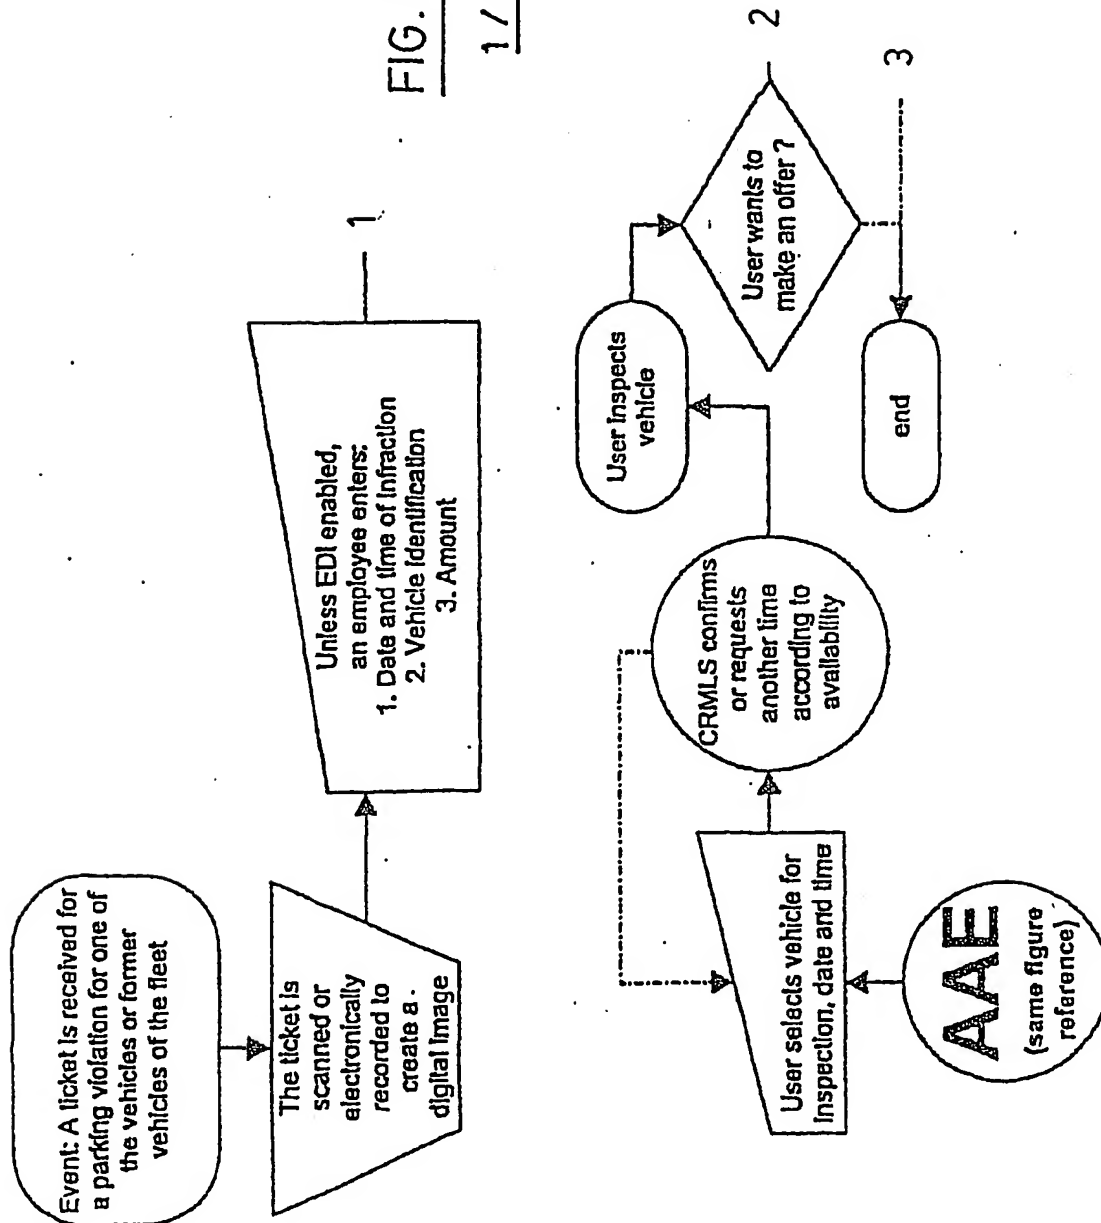 Event: A ticket is received for
a parking violation for one of
the vehicles or former
vehicles of the fleet
The ticket is
scanned or
electronically
recorded to
create a
digital image
Unless EDI enabled,
an employee enters:
1. Date and time of infraction
2. Vehicle identification
3. Amount
1
FIG.
1/
AAE
(same figure
reference)
User selects vehicle for
inspection, date and time
CRMLS confirms
or requests
another time
according to
availability
User inspects
vehicle
User wants to
make an offer?
2
end
3